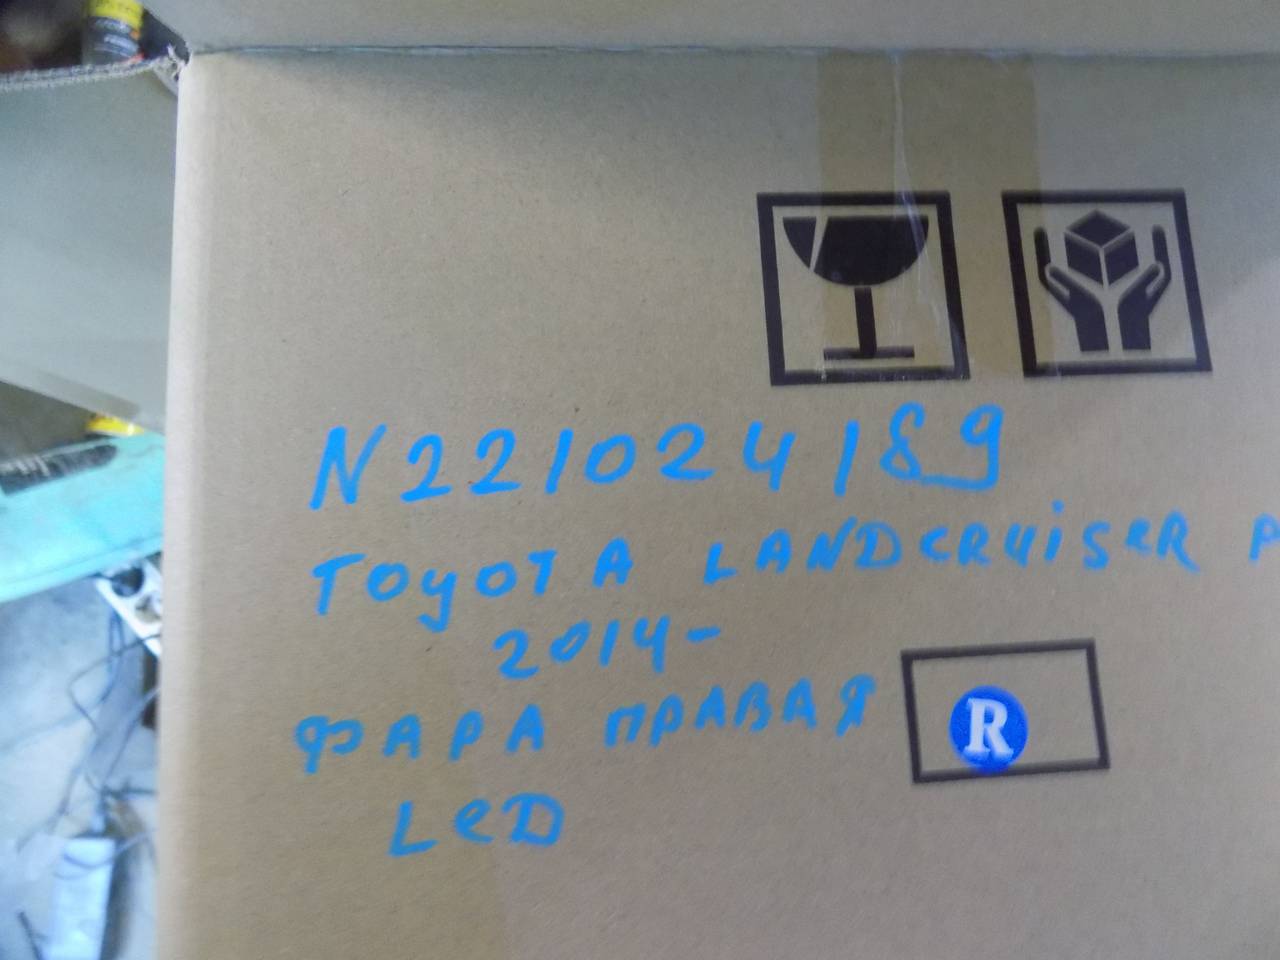 N221024189
TOYOTA LANDCRUISER P
2014-
ФАРА ПРАВАЯ
R
LED